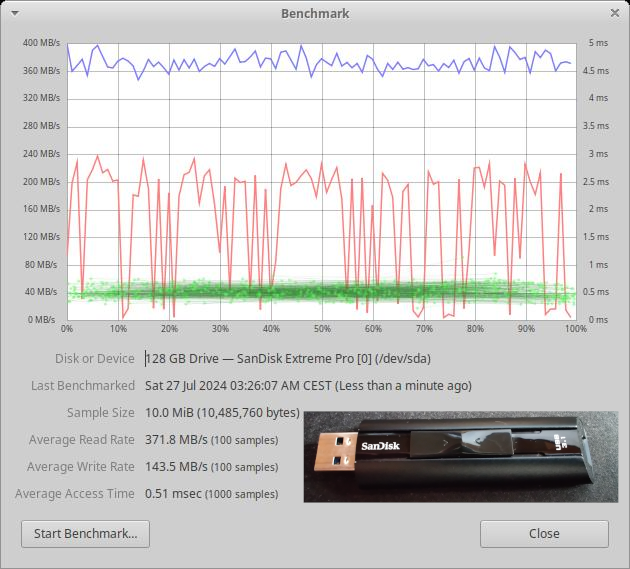 Benchmark
400 MB/s
360 MB/s
320 MB/s
280 MB/s
240 MB/s
200 MB/s
160 MB/s
120 MB/s
80 MB/s
40 MB/s
0 MB/s
5 ms
4.5 ms
4 ms
3.5 ms
3 ms
2.5 ms
2 ms
1.5 ms
1 ms
0.5 ms
0 ms
0% 10% 20% 30% 40% 50% 60% 70% 80% 90% 100%
Disk or Device 128 GB Drive — SanDisk Extreme Pro [0] (/dev/sda)
Last Benchmarked Sat 27 Jul 2024 03:26:07 AM CEST (Less than a minute ago)
Sample Size 10.0 MiB (10,485,760 bytes)
Average Read Rate 371.8 MB/s (100 samples)
Average Write Rate 143.5 MB/s (100 samples)
Average Access Time 0.51 msec (1000 samples)
SanDisk
Start Benchmark...
Close